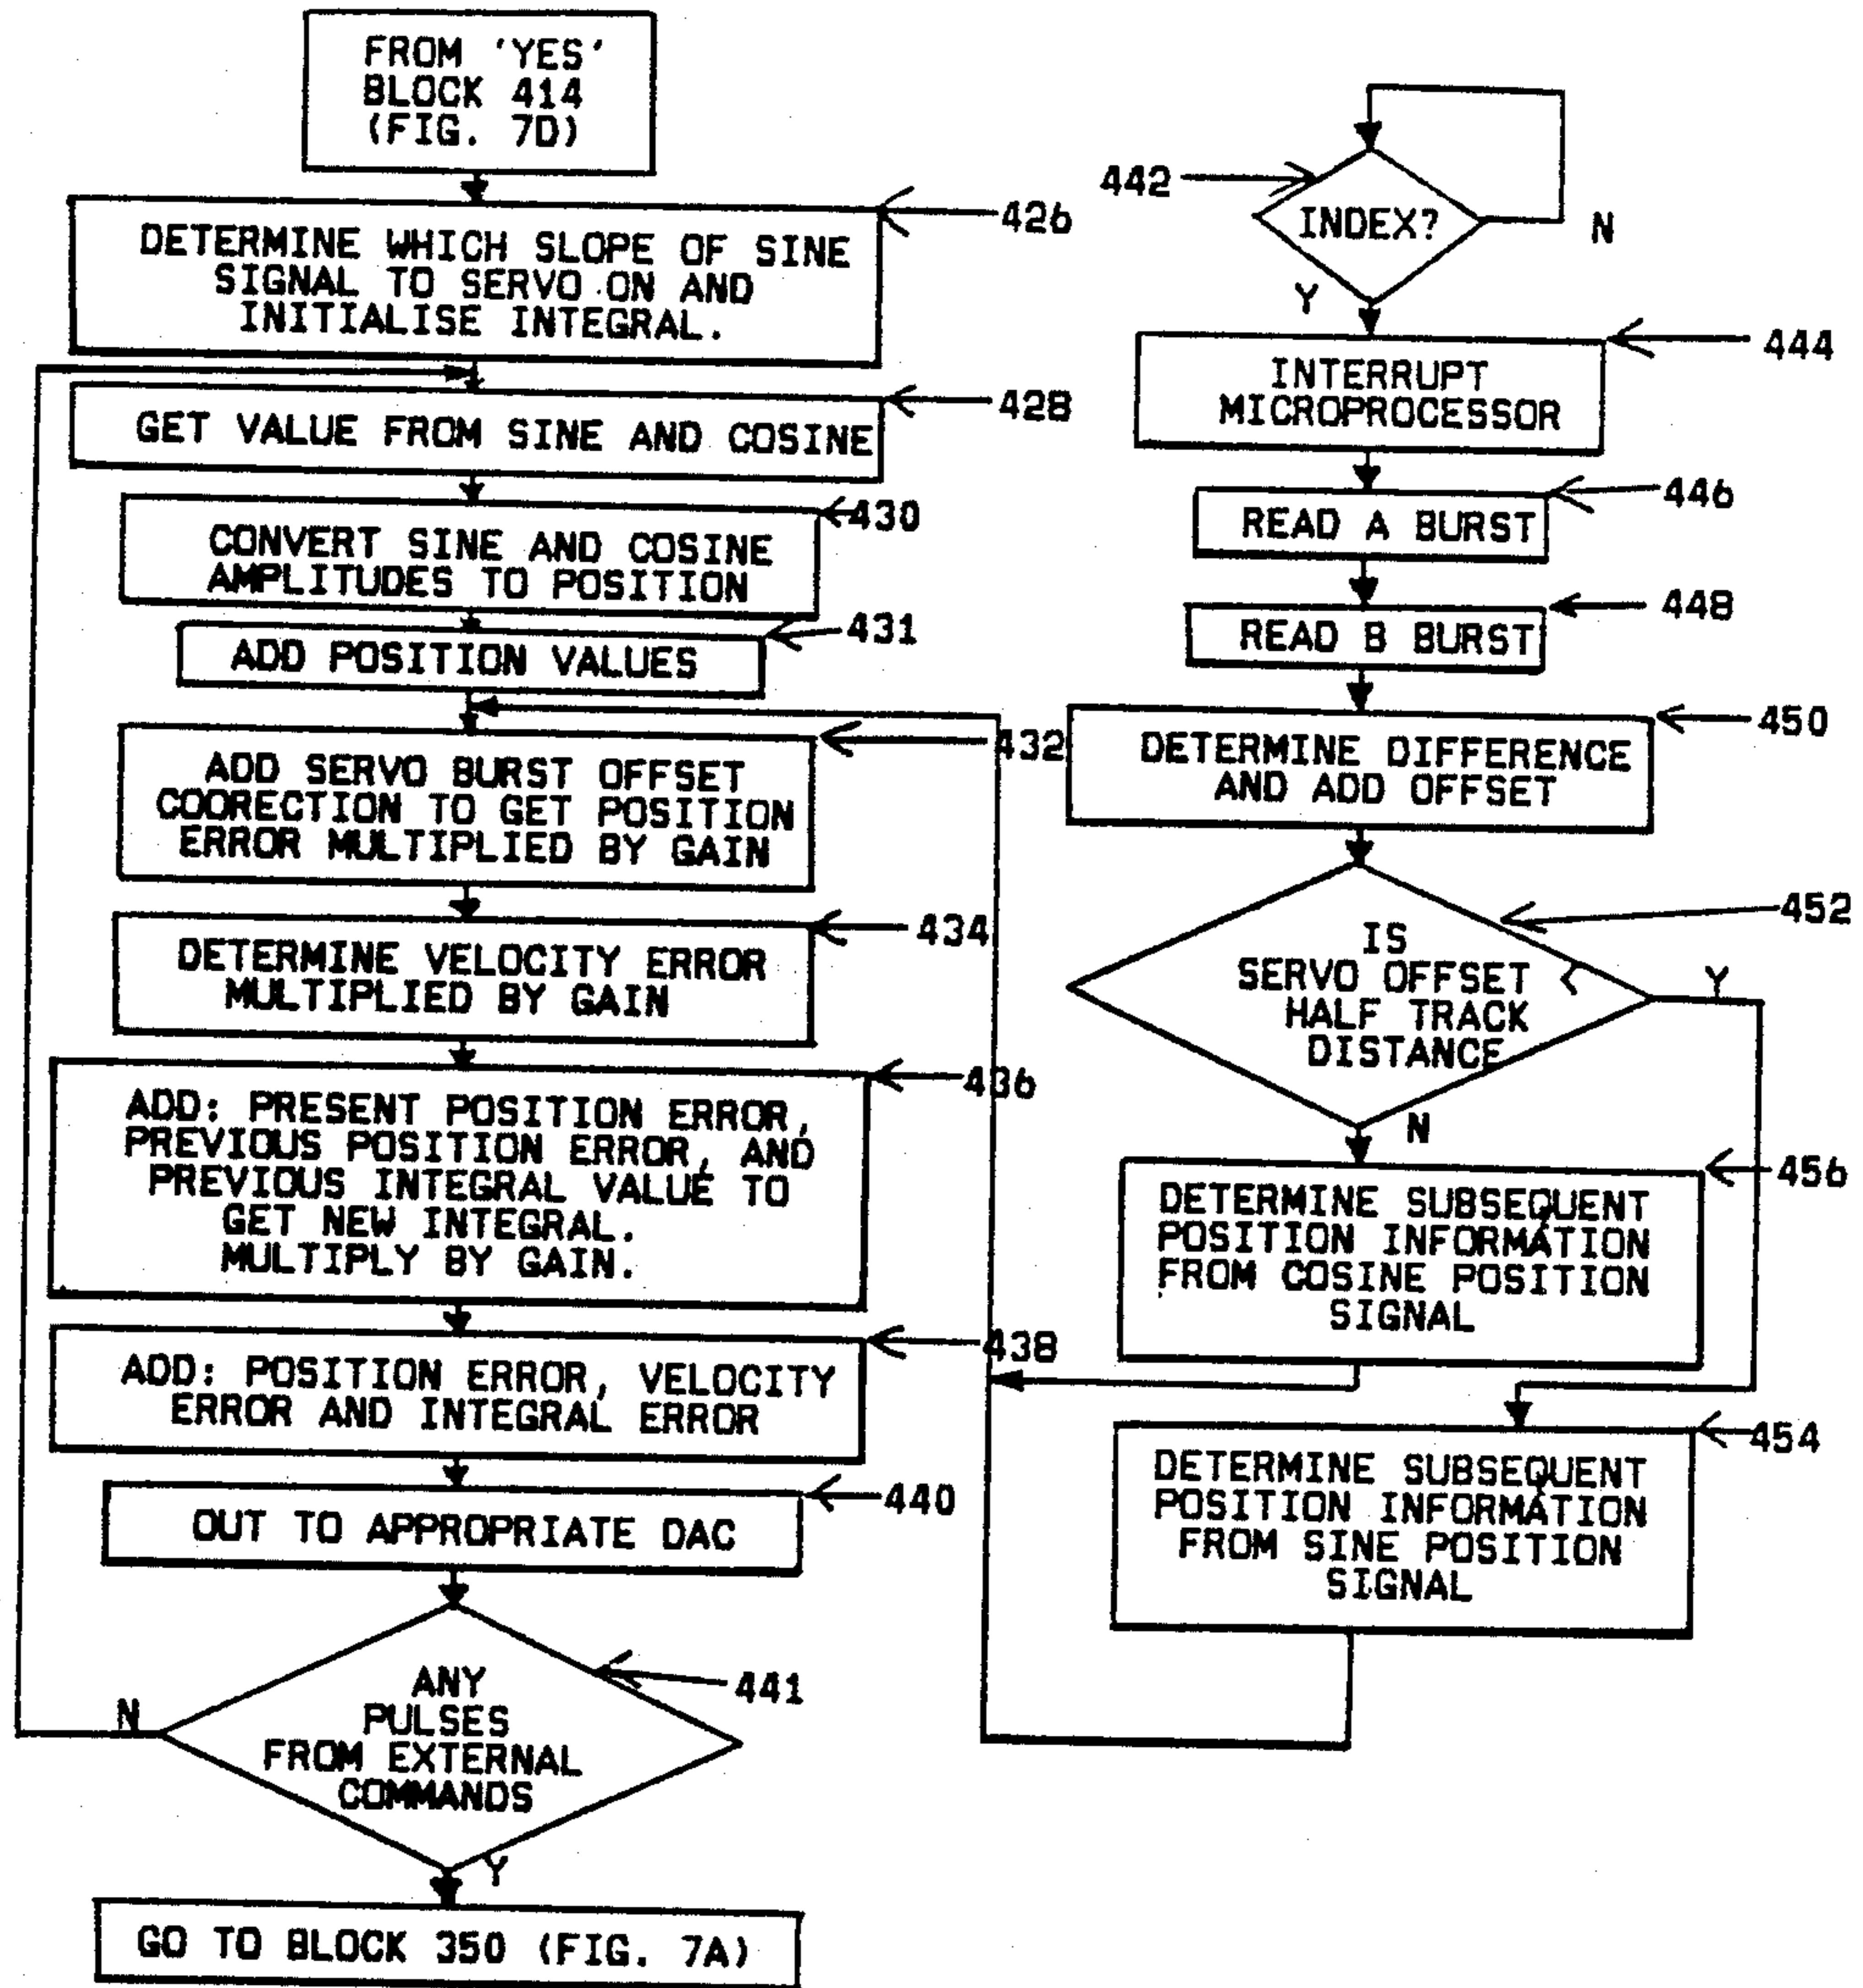 FROM 'YES'
BLOCK 414
(FIG. 7D)
DETERMINE WHICH SLOPE OF SINE
SIGNAL TO SERVO ON AND
INITIALISE INTEGRAL.
426
GET VALUE FROM SINE AND COSINE
428
CONVERT SINE AND COSINE
AMPLITUDES TO POSITION
430
ADD POSITION VALUES
431
ADD SERVO BURST OFFSET
COORECTION TO GET POSITION
ERROR MULTIPLIED BY GAIN
432
DETERMINE VELOCITY ERROR
MULTIPLIED BY GAIN
434
ADD: PRESENT POSITION ERROR,
PREVIOUS POSITION ERROR, AND
PREVIOUS INTEGRAL VALUE TO
GET NEW INTEGRAL.
MULTIPLY BY GAIN.
436
ADD: POSITION ERROR, VELOCITY
ERROR AND INTEGRAL ERROR
438
OUT TO APPROPRIATE DAC
440
ANY
PULSES
FROM EXTERNAL
COMMANDS
441
N
Y
GO TO BLOCK 350 (FIG. 7A)
442
INDEX?
N
Y
INTERRUPT
MICROPROCESSOR
444
READ A BURST
446
READ B BURST
448
DETERMINE DIFFERENCE
AND ADD OFFSET
450
IS
SERVO OFFSET <
HALF TRACK
DISTANCE
452
Y
N
DETERMINE SUBSEQUENT
POSITION INFORMATION
FROM COSINE POSITION
SIGNAL
456
DETERMINE SUBSEQUENT
POSITION INFORMATION
FROM SINE POSITION
SIGNAL
454